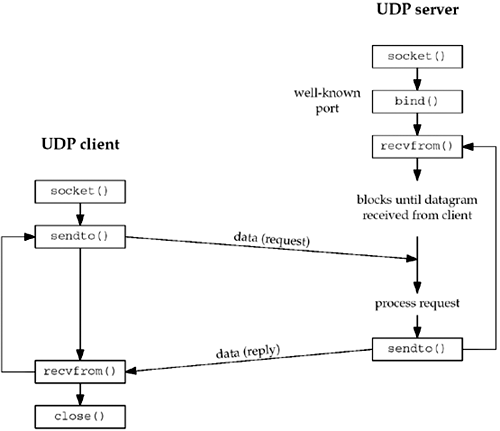 UDP server
socket()
well-known
port
bind()
recvfrom()
blocks until datagram
received from client
process request
sendto()
UDP client
socket()
sendto()
data (request)
data (reply)
recvfrom()
close()